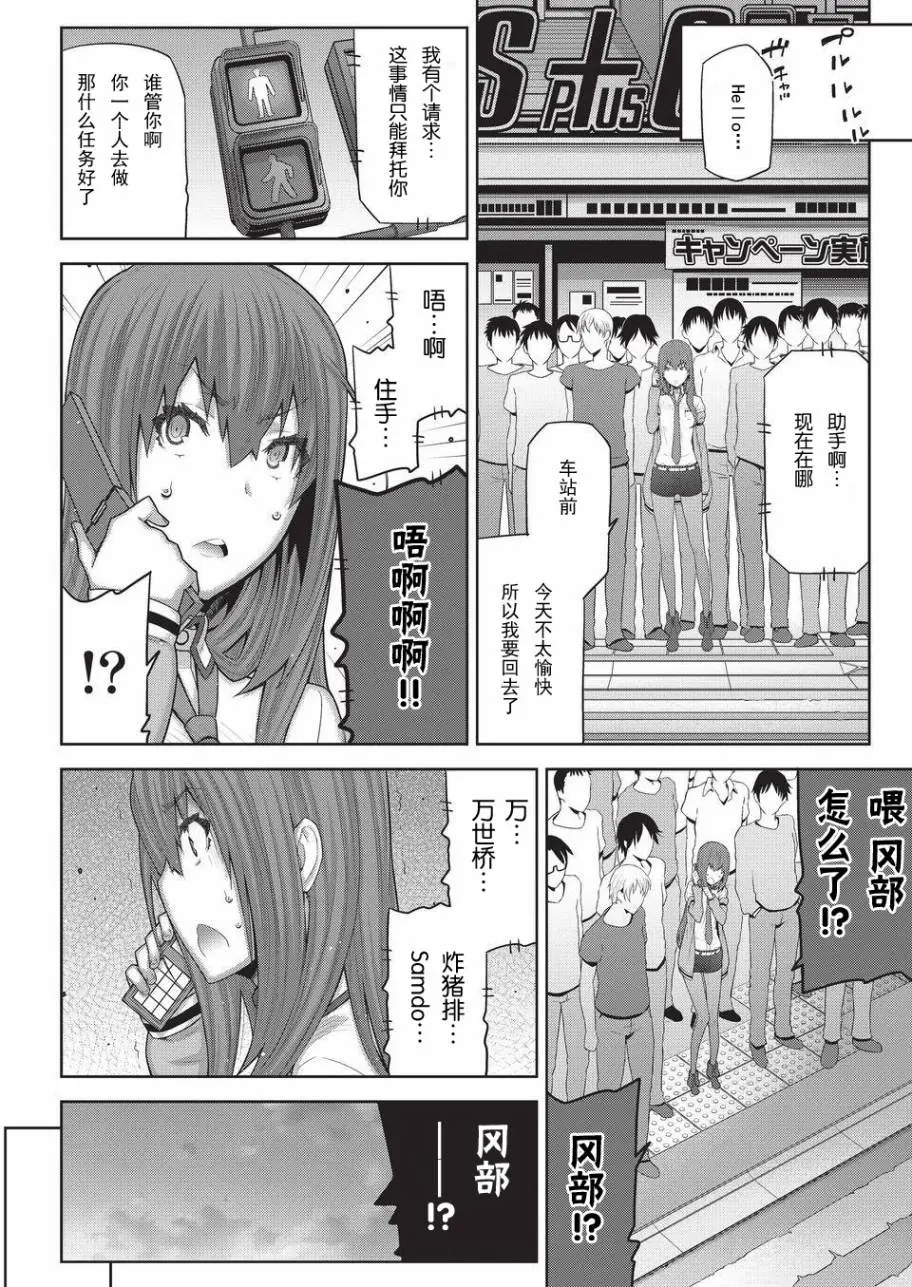 プルルル
ガチャ!!
Hello…
S+C
PLUS
キャンペーン実施
助手啊…
现在在哪
车站前
今天不太愉快
所以我要回去了
我有个请求…
这事情只能拜托你
谁管你啊
你一个人去做
那什么任务好了
唔…啊
住手…
唔啊啊啊!!
!?
喂 冈部
怎么了!?
冈部!?
万…
万世桥…
炸猪排…
Samdo…
冈部
——!?